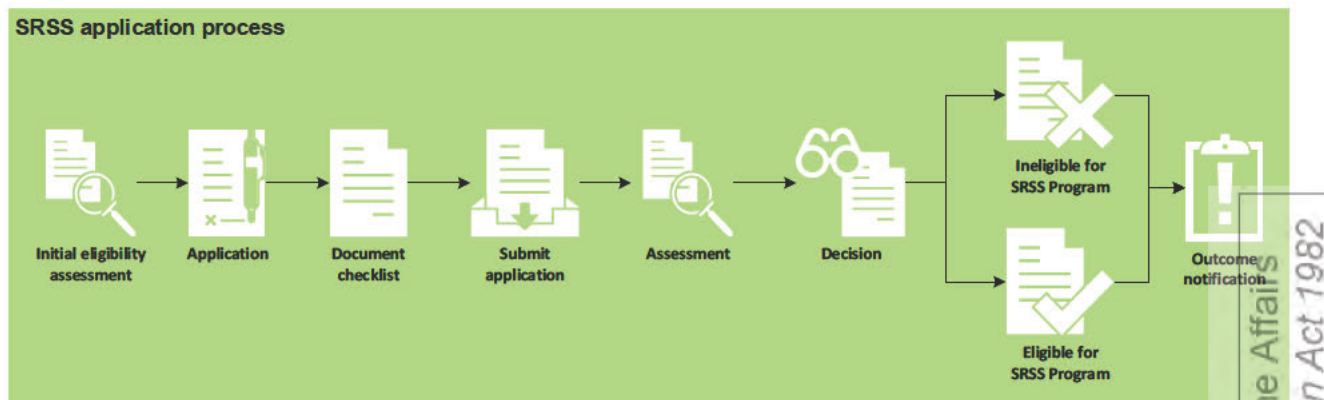 SRSS application process
Initial eligibility
assessment
Application
Document
checklist
Submit
application
Assessment
Decision
Ineligible for
SRSS Program
Eligible for
SRSS Program
Outcome
notification
Affairs
Act 1982